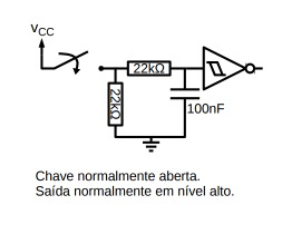 VCC
22kΩ
22kΩ
100nF
Chave normalmente aberta.
Saída normalmente em nível alto.